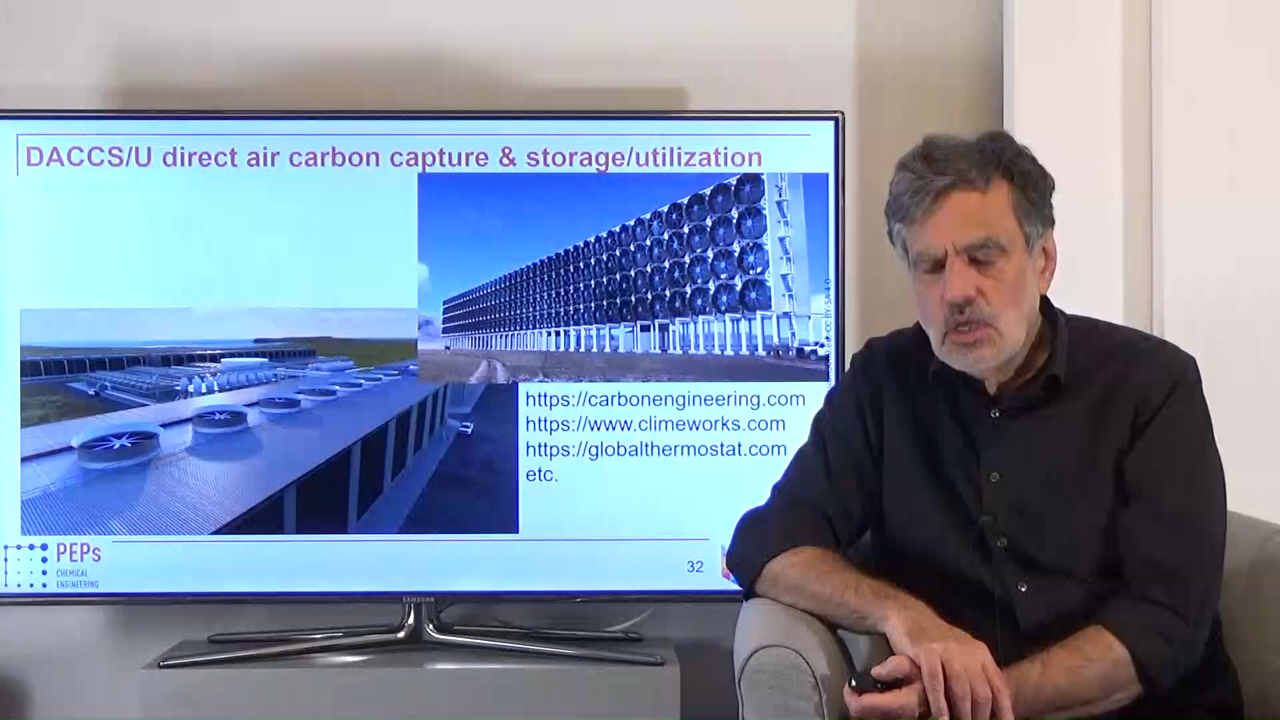 DACCS/U direct air carbon capture & storage/utilization
https://carbonengineering.com
https://www.climeworks.com
https://globalthermostat.com
etc.
PEPs
CHEMICAL
ENGINEERING
32
SAMSUNG